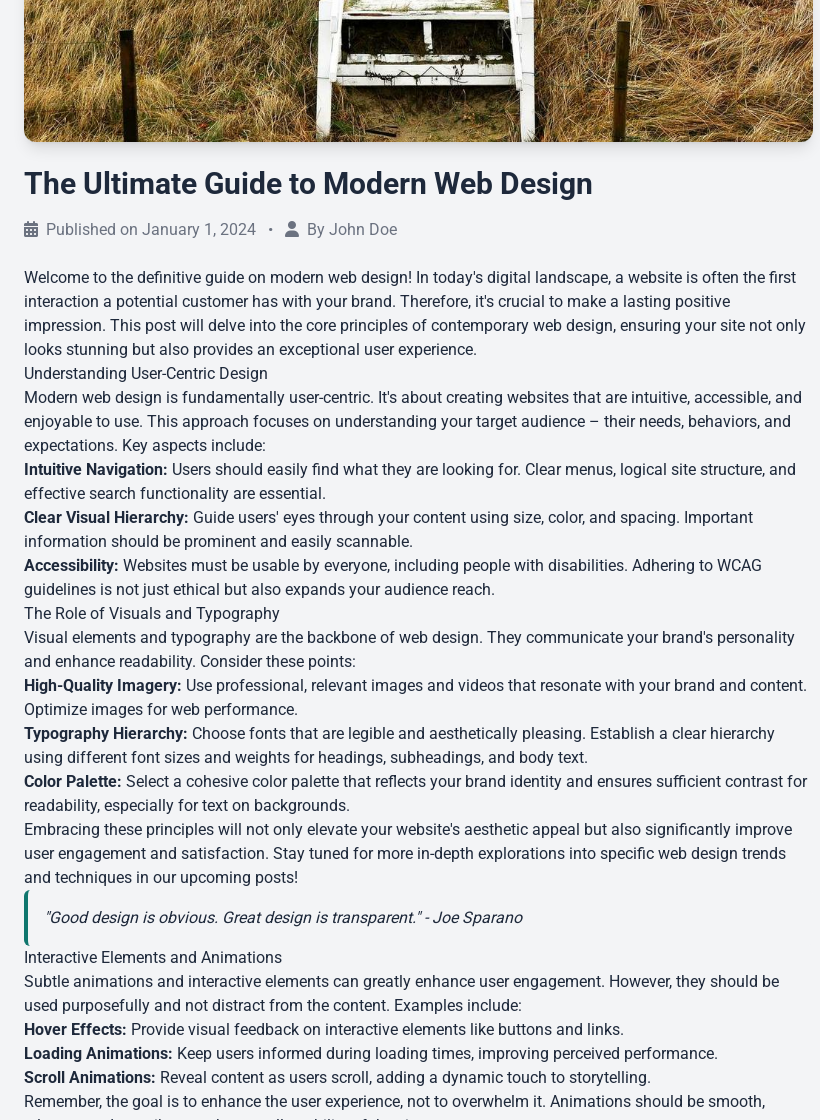 The Ultimate Guide to Modern Web Design
Published on January 1, 2024 • By John Doe
Welcome to the definitive guide on modern web design! In today's digital landscape, a website is often the first
interaction a potential customer has with your brand. Therefore, it's crucial to make a lasting positive
impression. This post will delve into the core principles of contemporary web design, ensuring your site not only
looks stunning but also provides an exceptional user experience.
Understanding User-Centric Design
Modern web design is fundamentally user-centric. It's about creating websites that are intuitive, accessible, and
enjoyable to use. This approach focuses on understanding your target audience – their needs, behaviors, and
expectations. Key aspects include:
Intuitive Navigation: Users should easily find what they are looking for. Clear menus, logical site structure, and
effective search functionality are essential.
Clear Visual Hierarchy: Guide users' eyes through your content using size, color, and spacing. Important
information should be prominent and easily scannable.
Accessibility: Websites must be usable by everyone, including people with disabilities. Adhering to WCAG
guidelines is not just ethical but also expands your audience reach.
The Role of Visuals and Typography
Visual elements and typography are the backbone of web design. They communicate your brand's personality
and enhance readability. Consider these points:
High-Quality Imagery: Use professional, relevant images and videos that resonate with your brand and content.
Optimize images for web performance.
Typography Hierarchy: Choose fonts that are legible and aesthetically pleasing. Establish a clear hierarchy
using different font sizes and weights for headings, subheadings, and body text.
Color Palette: Select a cohesive color palette that reflects your brand identity and ensures sufficient contrast for
readability, especially for text on backgrounds.
Embracing these principles will not only elevate your website's aesthetic appeal but also significantly improve
user engagement and satisfaction. Stay tuned for more in-depth explorations into specific web design trends
and techniques in our upcoming posts!
"Good design is obvious. Great design is transparent." - Joe Sparano
Interactive Elements and Animations
Subtle animations and interactive elements can greatly enhance user engagement. However, they should be
used purposefully and not distract from the content. Examples include:
Hover Effects: Provide visual feedback on interactive elements like buttons and links.
Loading Animations: Keep users informed during loading times, improving perceived performance.
Scroll Animations: Reveal content as users scroll, adding a dynamic touch to storytelling.
Remember, the goal is to enhance the user experience, not to overwhelm it. Animations should be smooth,